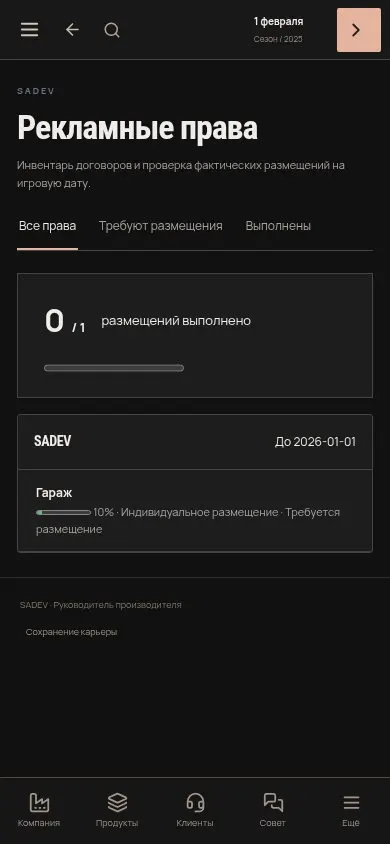 1 февраля
Сезон / 2025
SADEV
Рекламные права
Инвентарь договоров и проверка фактических размещений на
игровую дату.
Все права Требуют размещения Выполнены
0 / 1 размещений выполнено
SADEV До 2026-01-01
Гараж
10% · Индивидуальное размещение · Требуется
размещение
SADEV · Руководитель производителя
Сохранение карьеры
Компания Продукты Клиенты Совет Ещё